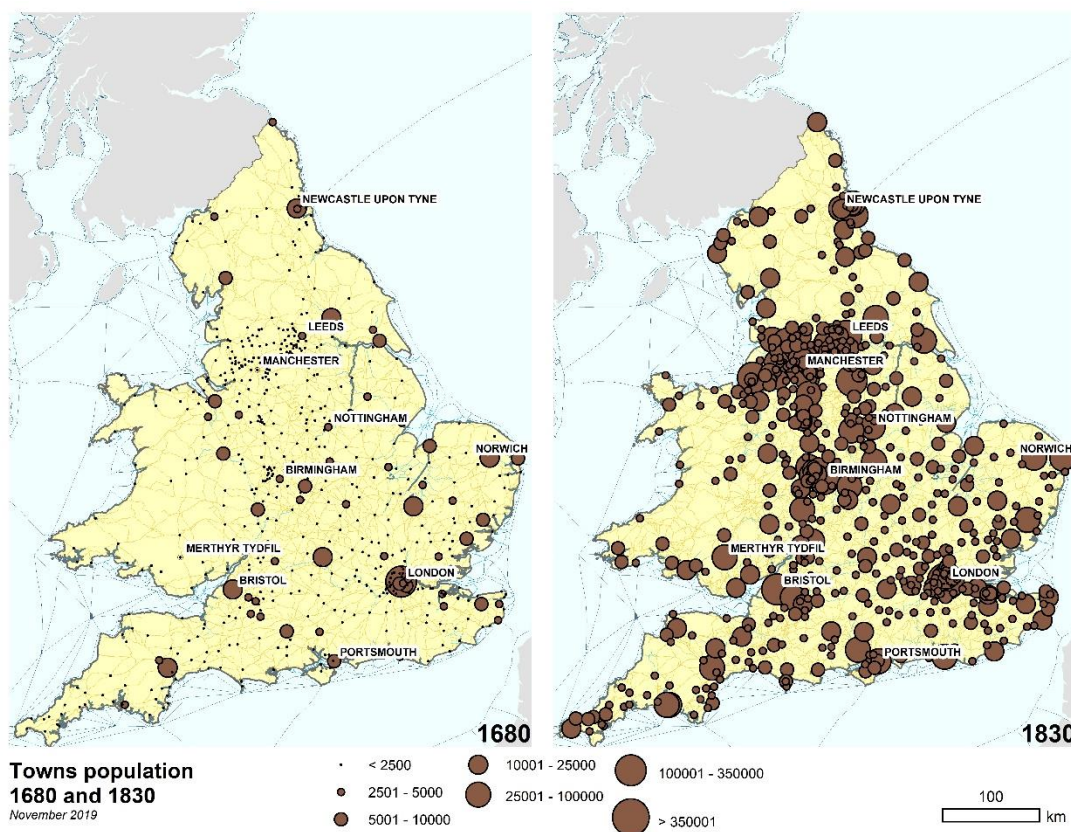 NEWCASTLE UPON TYNE
LEEDS
MANCHESTER
NOTTINGHAM
NORWICH
BIRMINGHAM
MERTHYR TYDFIL
LONDON
BRISTOL
PORTSMOUTH
1680
NEWCASTLE UPON TYNE
LEEDS
MANCHESTER
NOTTINGHAM
NORWICH
BIRMINGHAM
MERTHYR TYDFIL
LONDON
BRISTOL
PORTSMOUTH
1830
Towns population
1680 and 1830
November 2019
< 2500
2501 - 5000
5001 - 10000
10001 - 25000
25001 - 100000
100001 - 350000
> 350001
100
km